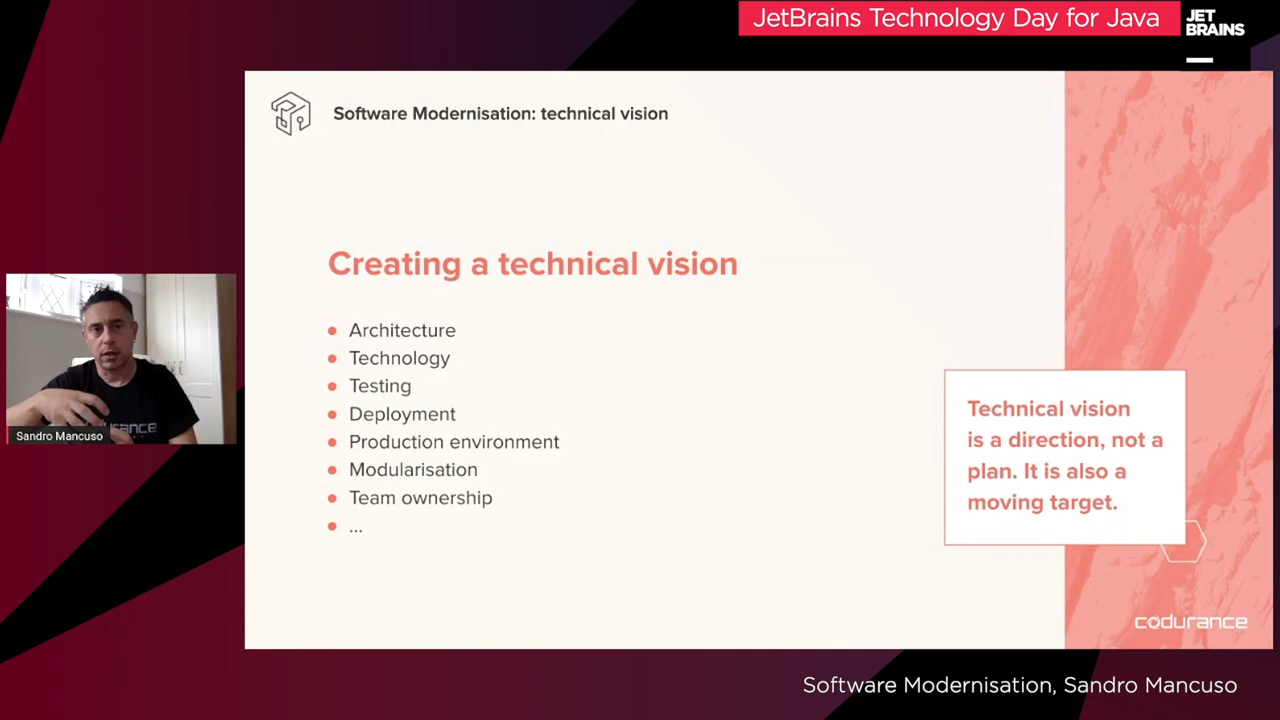 JetBrains Technology Day for Java
JET
BRAINS
Software Modernisation: technical vision
Creating a technical vision
Architecture
Technology
Testing
Deployment
Production environment
Modularisation
Team ownership
...
Technical vision
is a direction, not a
plan. It is also a
moving target.
codurance
Sandro Mancuso
Software Modernisation, Sandro Mancuso